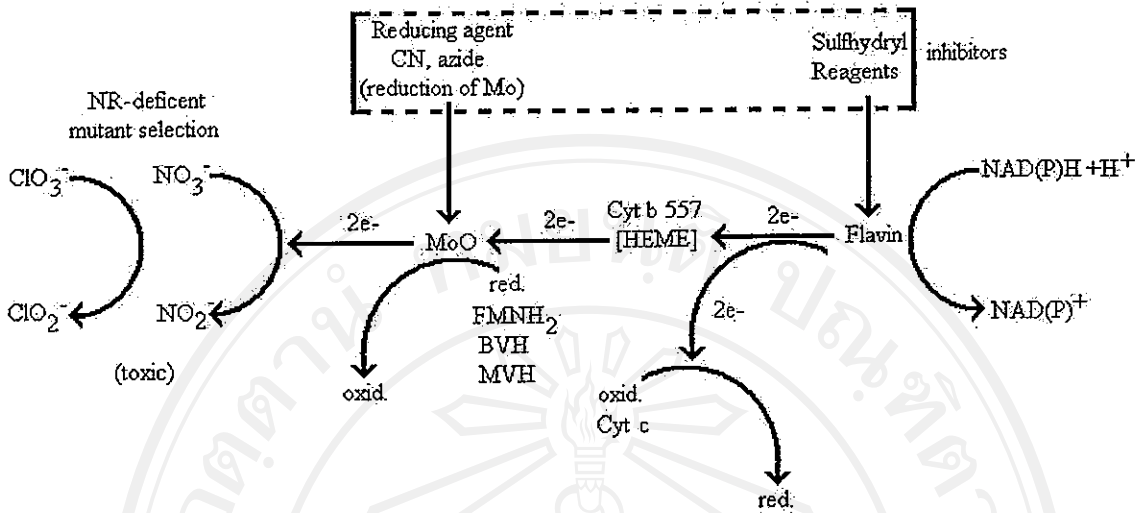 Reducing agent
CN, azide
(reduction of Mo)
Sulfhydryl
Reagents
inhibitors
NR-deficent
mutant selection
ClO3-
NO3-
NAD(P)H +H+
2e-
MoO
2e-
Cyt b 557
[HEME]
2e-
Flavin
ClO2-
NO2-
red.
FMNH2
BVH
MVH
2e-
NAD(P)+
(toxic)
oxid.
oxid.
Cyt c
red.